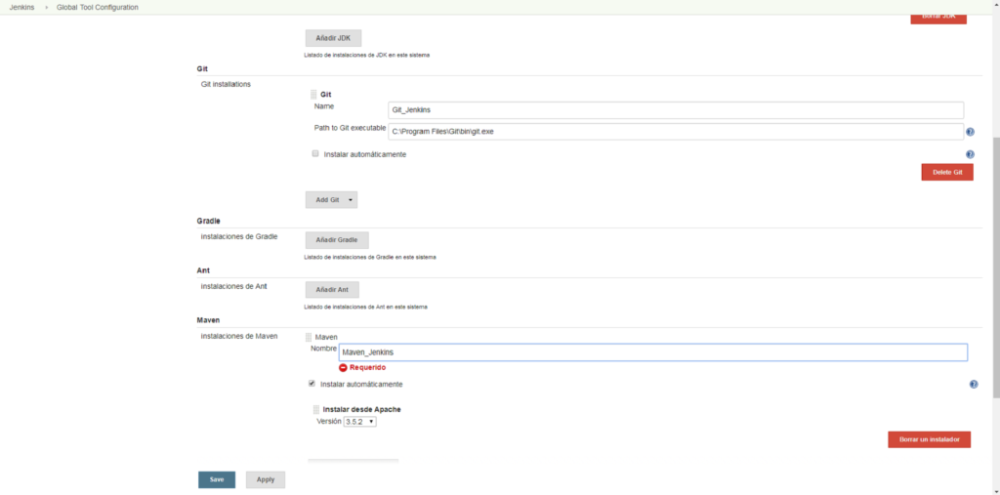 Jenkins › Global Tool Configuration
Borrar JDK
Añadir JDK
Listado de instalaciones de JDK en este sistema
Git
Git installations
Git
Name
Git_Jenkins
Path to Git executable
C:\Program Files\Git\bin\git.exe
Instalar automáticamente
Delete Git
Add Git
Gradle
instalaciones de Gradle
Añadir Gradle
Listado de instalaciones de Gradle en este sistema
Ant
instalaciones de Ant
Añadir Ant
Listado de instalaciones de Ant en este sistema
Maven
instalaciones de Maven
Maven
Nombre
Maven_Jenkins
Requerido
Instalar automáticamente
Instalar desde Apache
Versión 3.5.2
Borrar un instalador
Save
Apply